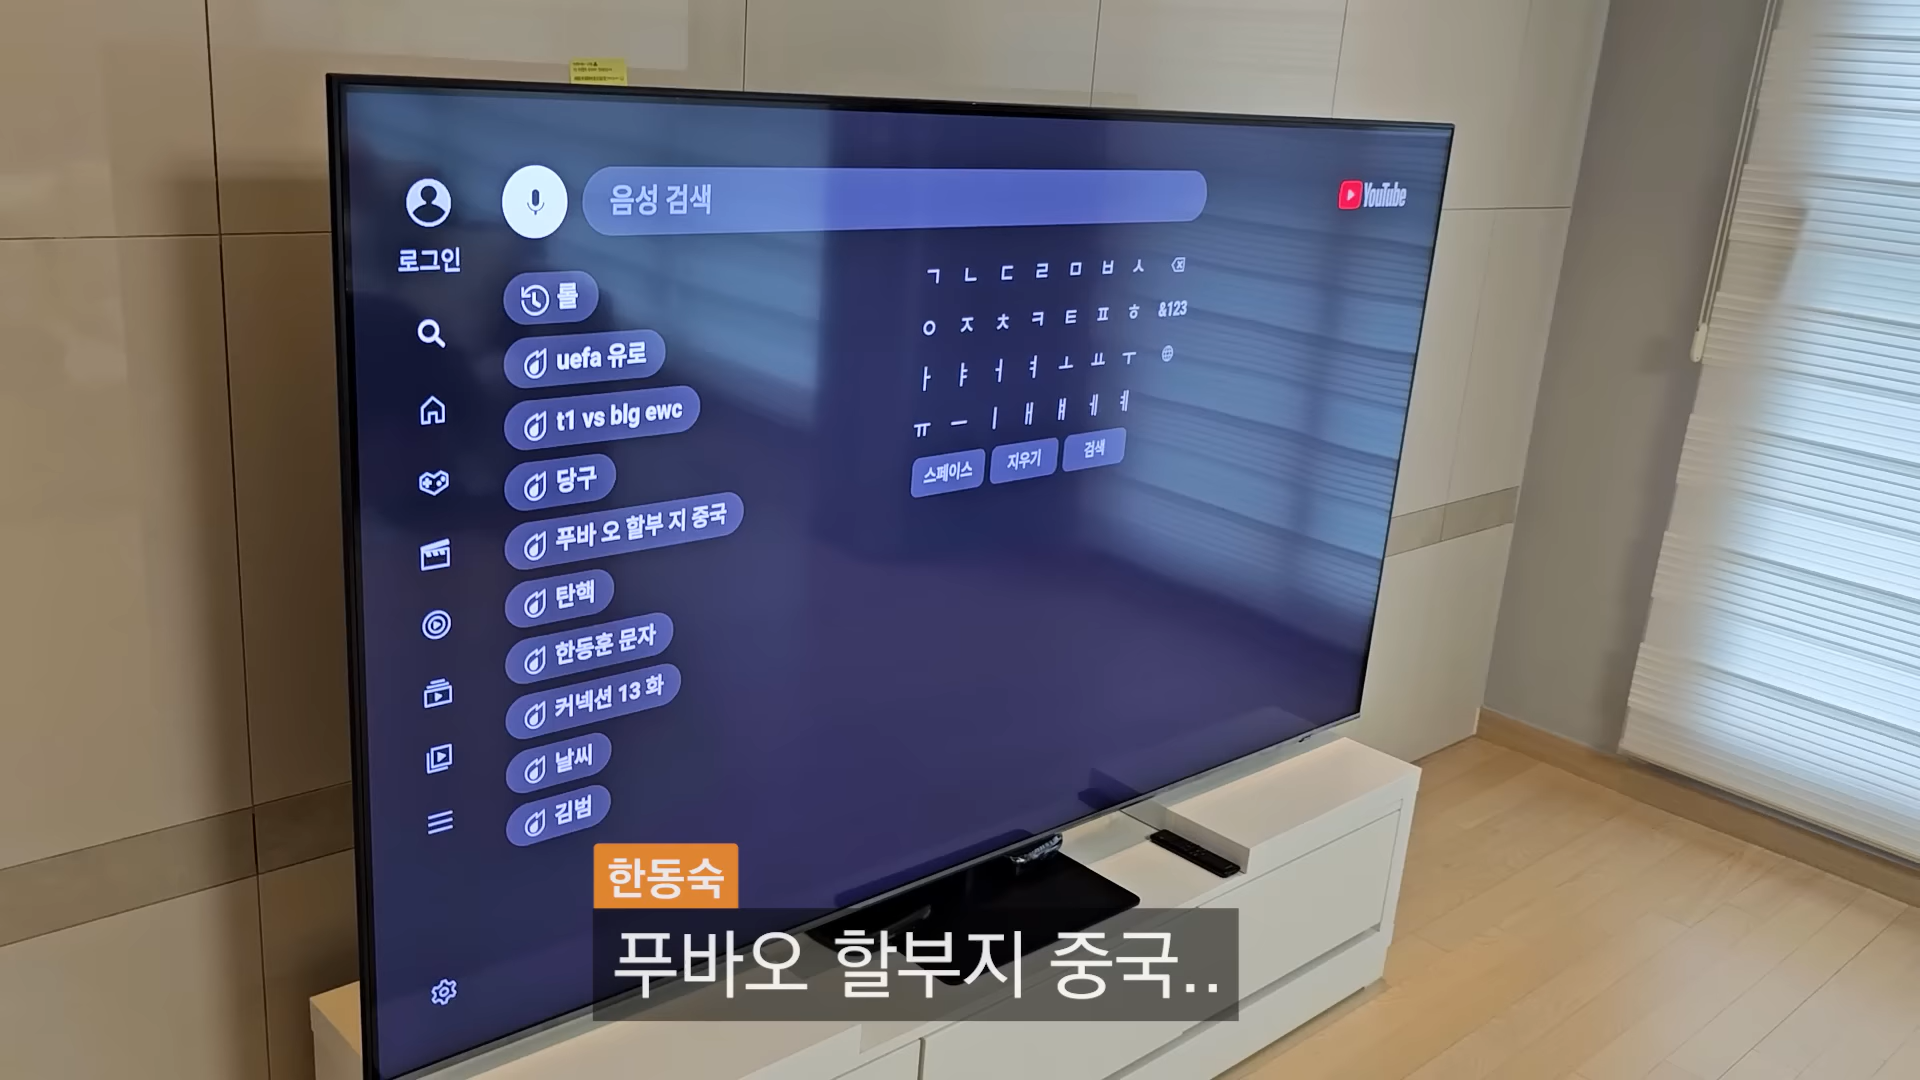 음성 검색
YouTube
로그인
롤
uefa 유로
t1 vs blg ewc
당구
푸바 오 할부 지 중국
탄핵
한동훈 문자
커넥션 13 화
날씨
김범
ㄱ ㄴ ㄷ ㄹ ㅁ ㅂ ㅅ
ㅇ ㅈ ㅊ ㅋ ㅌ ㅍ ㅎ &123
ㅏ ㅑ ㅓ ㅕ ㅗ ㅛ ㅜ
ㅠ ㅡ ㅣ ㅐ ㅒ ㅔ ㅖ
스페이스 지우기 검색
한동숙
푸바오 할부지 중국..